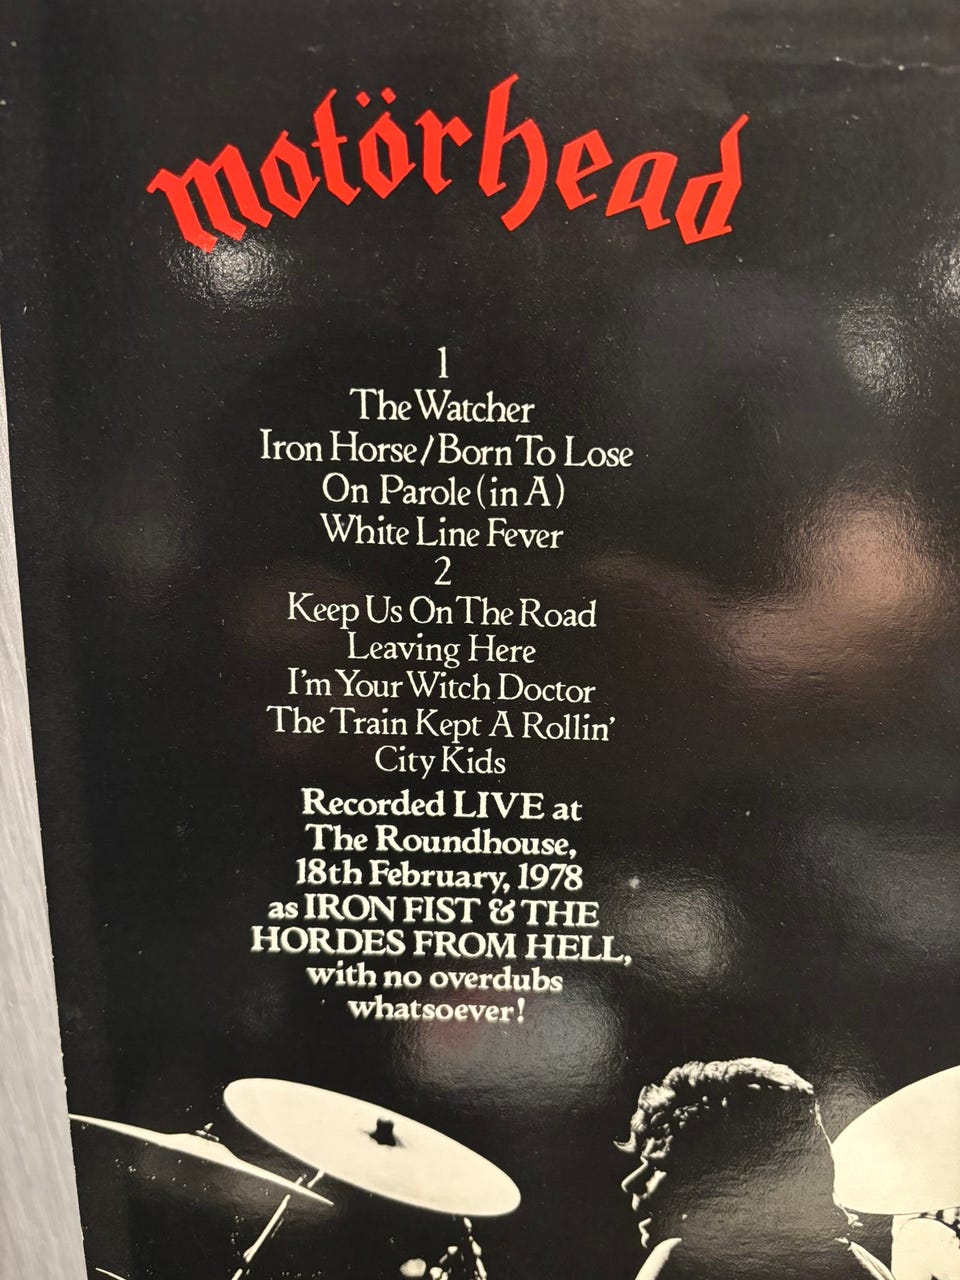 motörhead
1
The Watcher
Iron Horse/Born To Lose
On Parole (in A)
White Line Fever
2
Keep Us On The Road
Leaving Here
I'm Your Witch Doctor
The Train Kept A Rollin'
City Kids
Recorded LIVE at
The Roundhouse,
18th February, 1978
as IRON FIST & THE
HORDES FROM HELL,
with no overdubs
whatsoever!